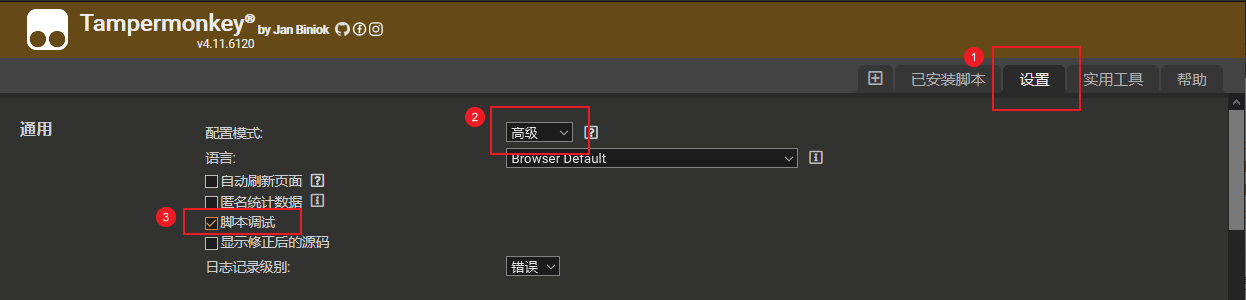 Tampermonkey® by Jan Biniok
v4.11.6120
1
已安装脚本 设置 实用工具 帮助
通用
2
配置模式: 高级
语言: Browser Default
自动刷新页面
匿名统计数据
3
脚本调试
显示修正后的源码
日志记录级别: 错误